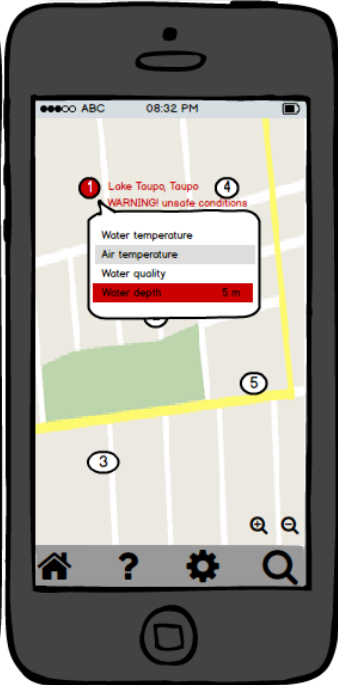 ABC 08:32 PM
1 Lake Taupo, Taupo 4
WARNING! unsafe conditions
Water temperature
Air temperature
Water quality
Water depth 5 m
5
3
?